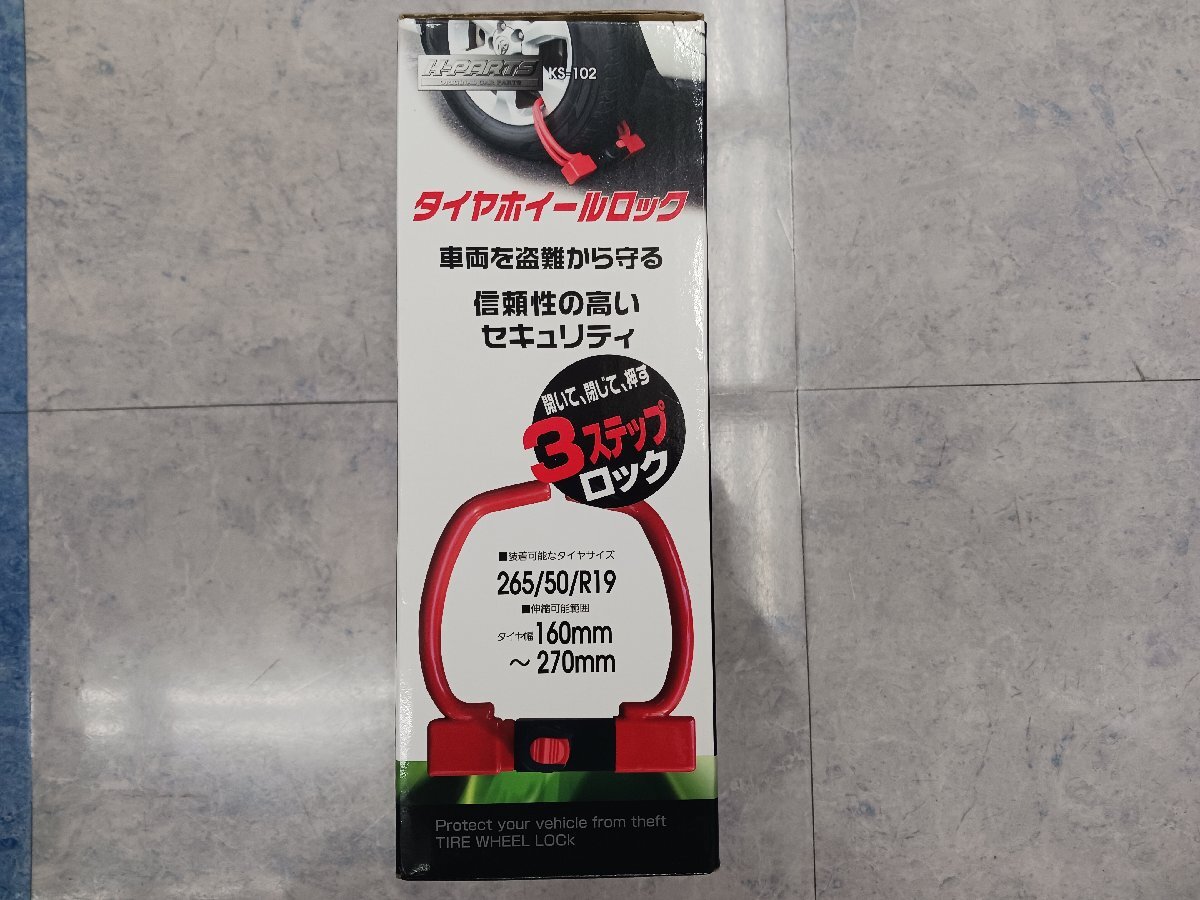 H-PARTS
ORIGINAL CAR PARTS
KS-102
タイヤホイールロック
車両を盗難から守る
信頼性の高い
セキュリティ
開いて、閉じて、押す
3ステップ
ロック
■装着可能なタイヤサイズ
265/50/R19
■伸縮可能範囲
タイヤ幅160mm
～270mm
Protect your vehicle from theft
TIRE WHEEL LOCk